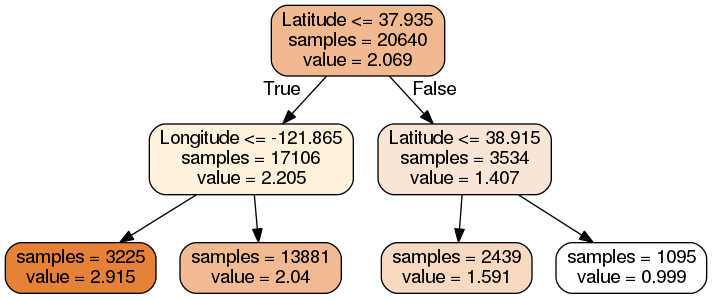 Latitude <= 37.935
samples = 20640
value = 2.069
True
False
Longitude <= -121.865
samples = 17106
value = 2.205
Latitude <= 38.915
samples = 3534
value = 1.407
samples = 3225
value = 2.915
samples = 13881
value = 2.04
samples = 2439
value = 1.591
samples = 1095
value = 0.999